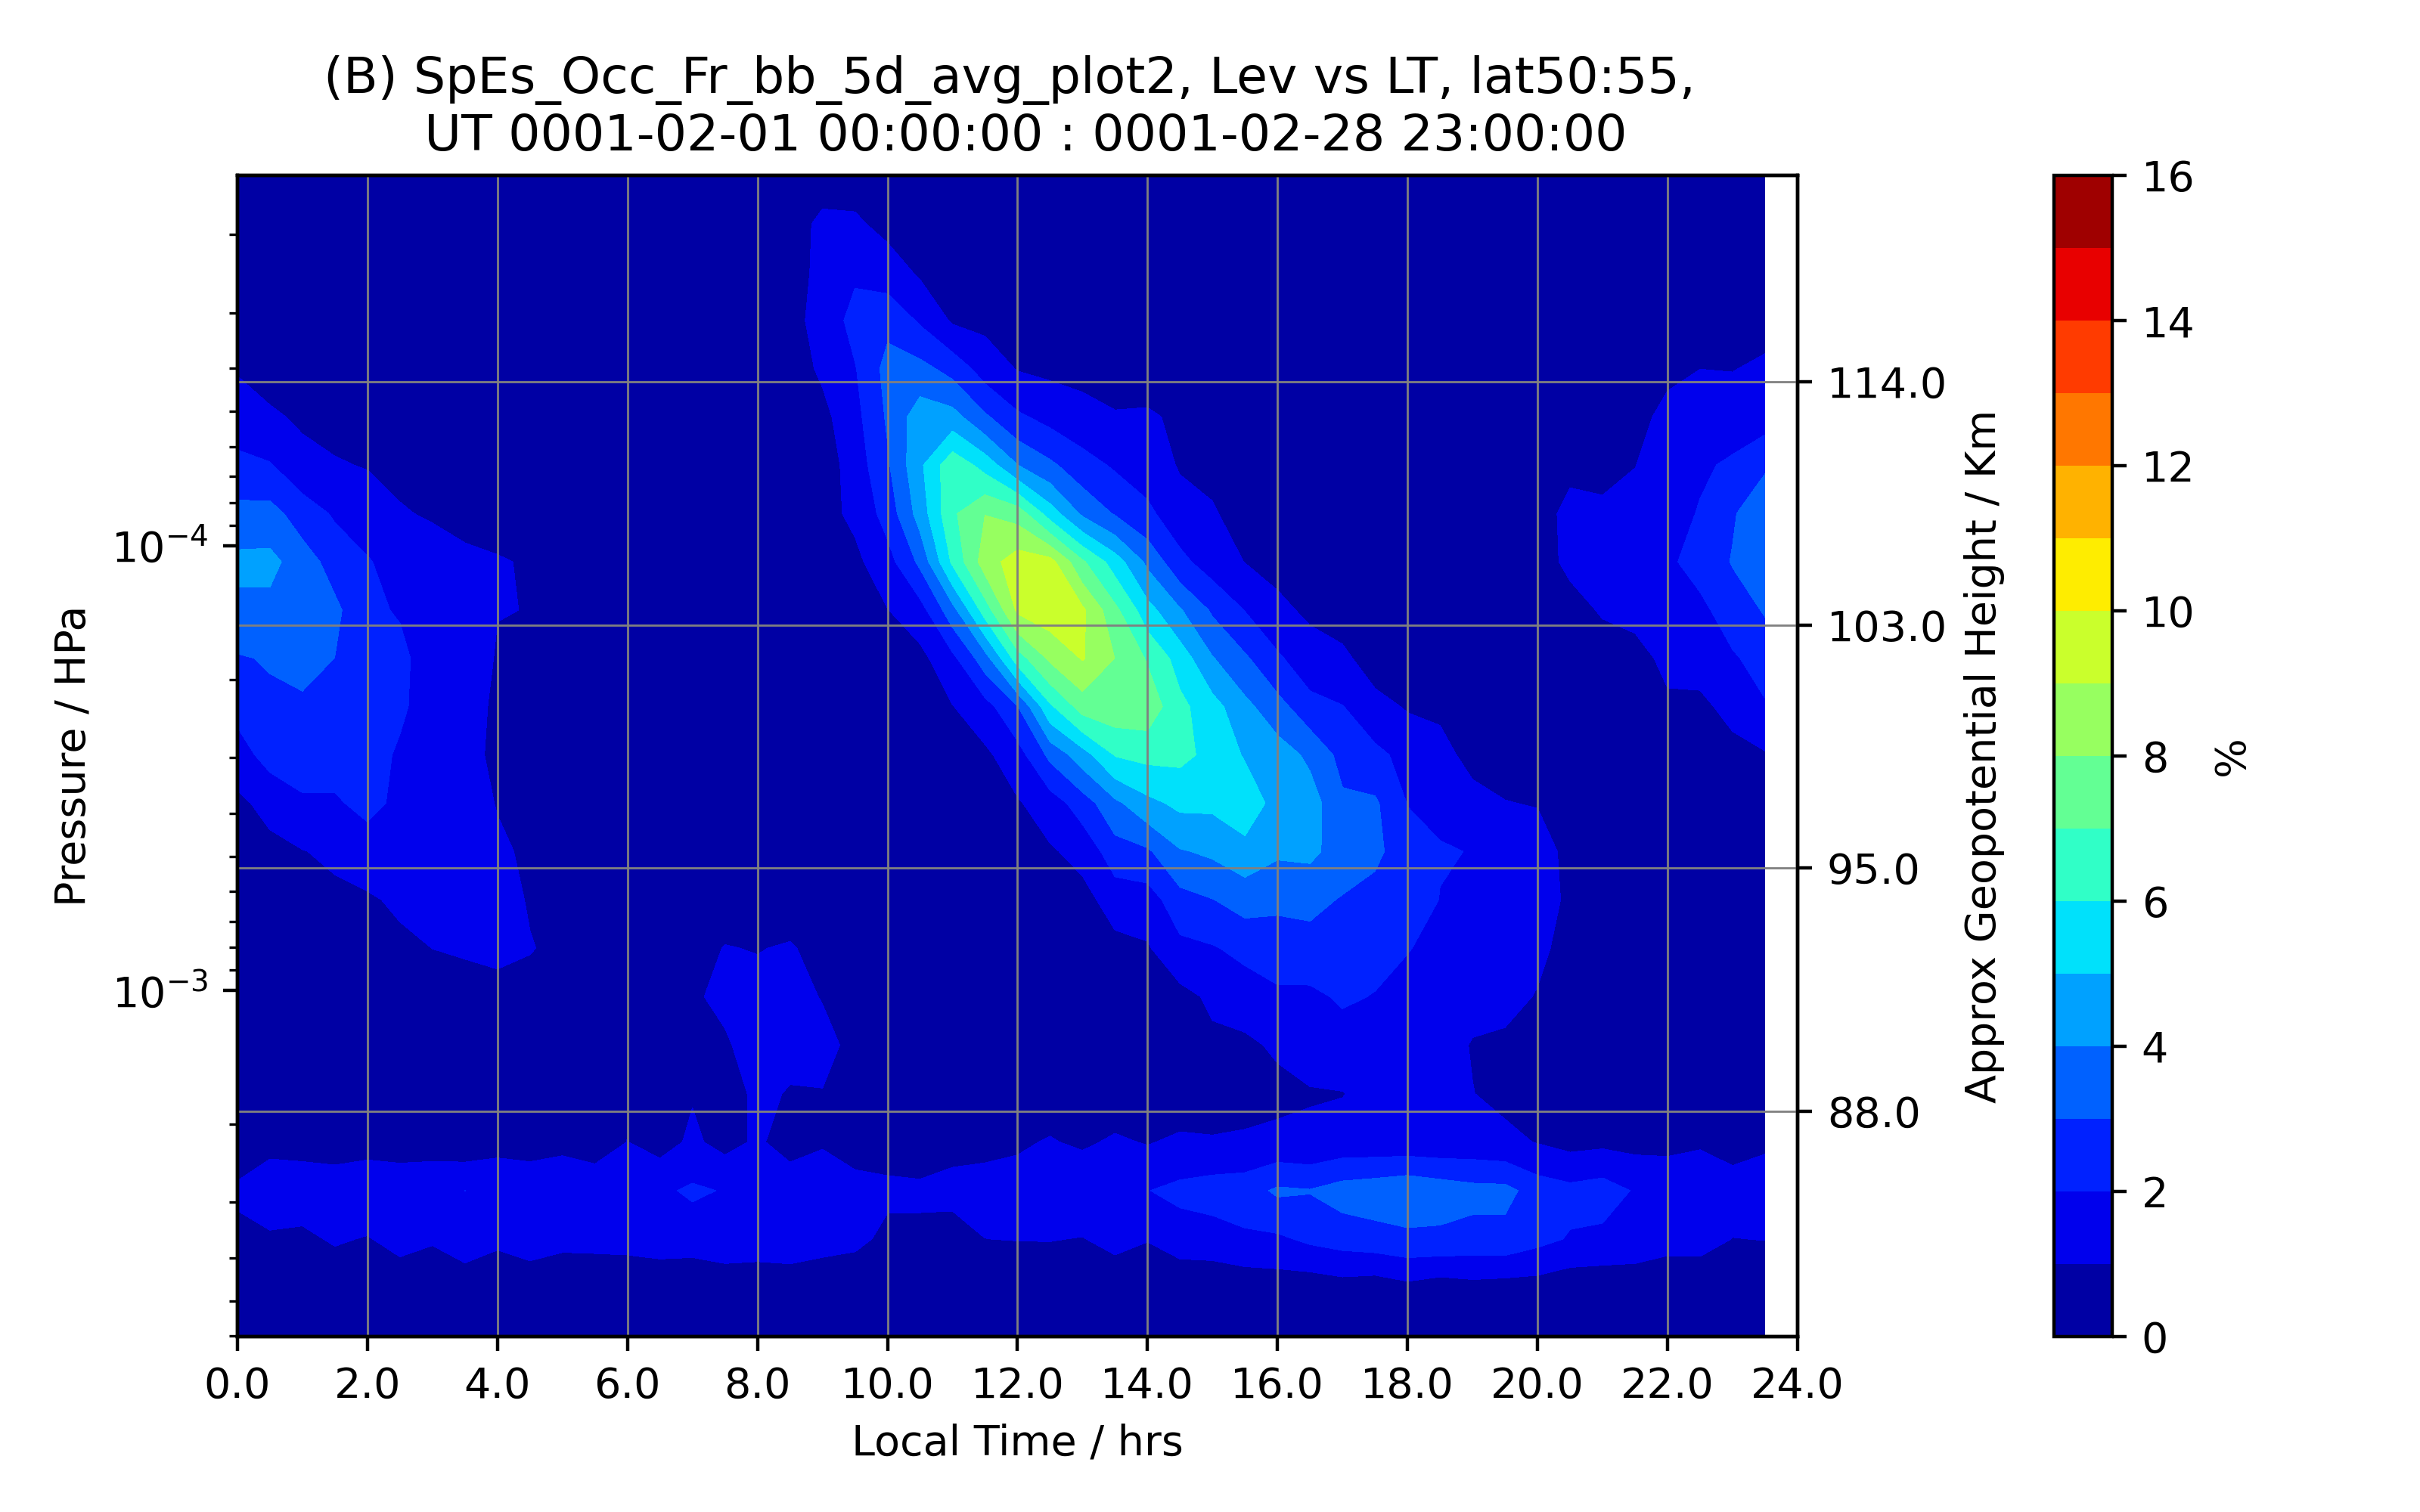 (B) SpEs_Occ_Fr_bb_5d_avg_plot2, Lev vs LT, lat50:55,
UT 0001-02-01 00:00:00 : 0001-02-28 23:00:00
Pressure / HPa
10⁻⁴
10⁻³
0.0 2.0 4.0 6.0 8.0 10.0 12.0 14.0 16.0 18.0 20.0 22.0 24.0
Local Time / hrs
114.0
103.0
95.0
88.0
Approx Geopotential Height / Km
16
14
12
10
8
6
4
2
0
%